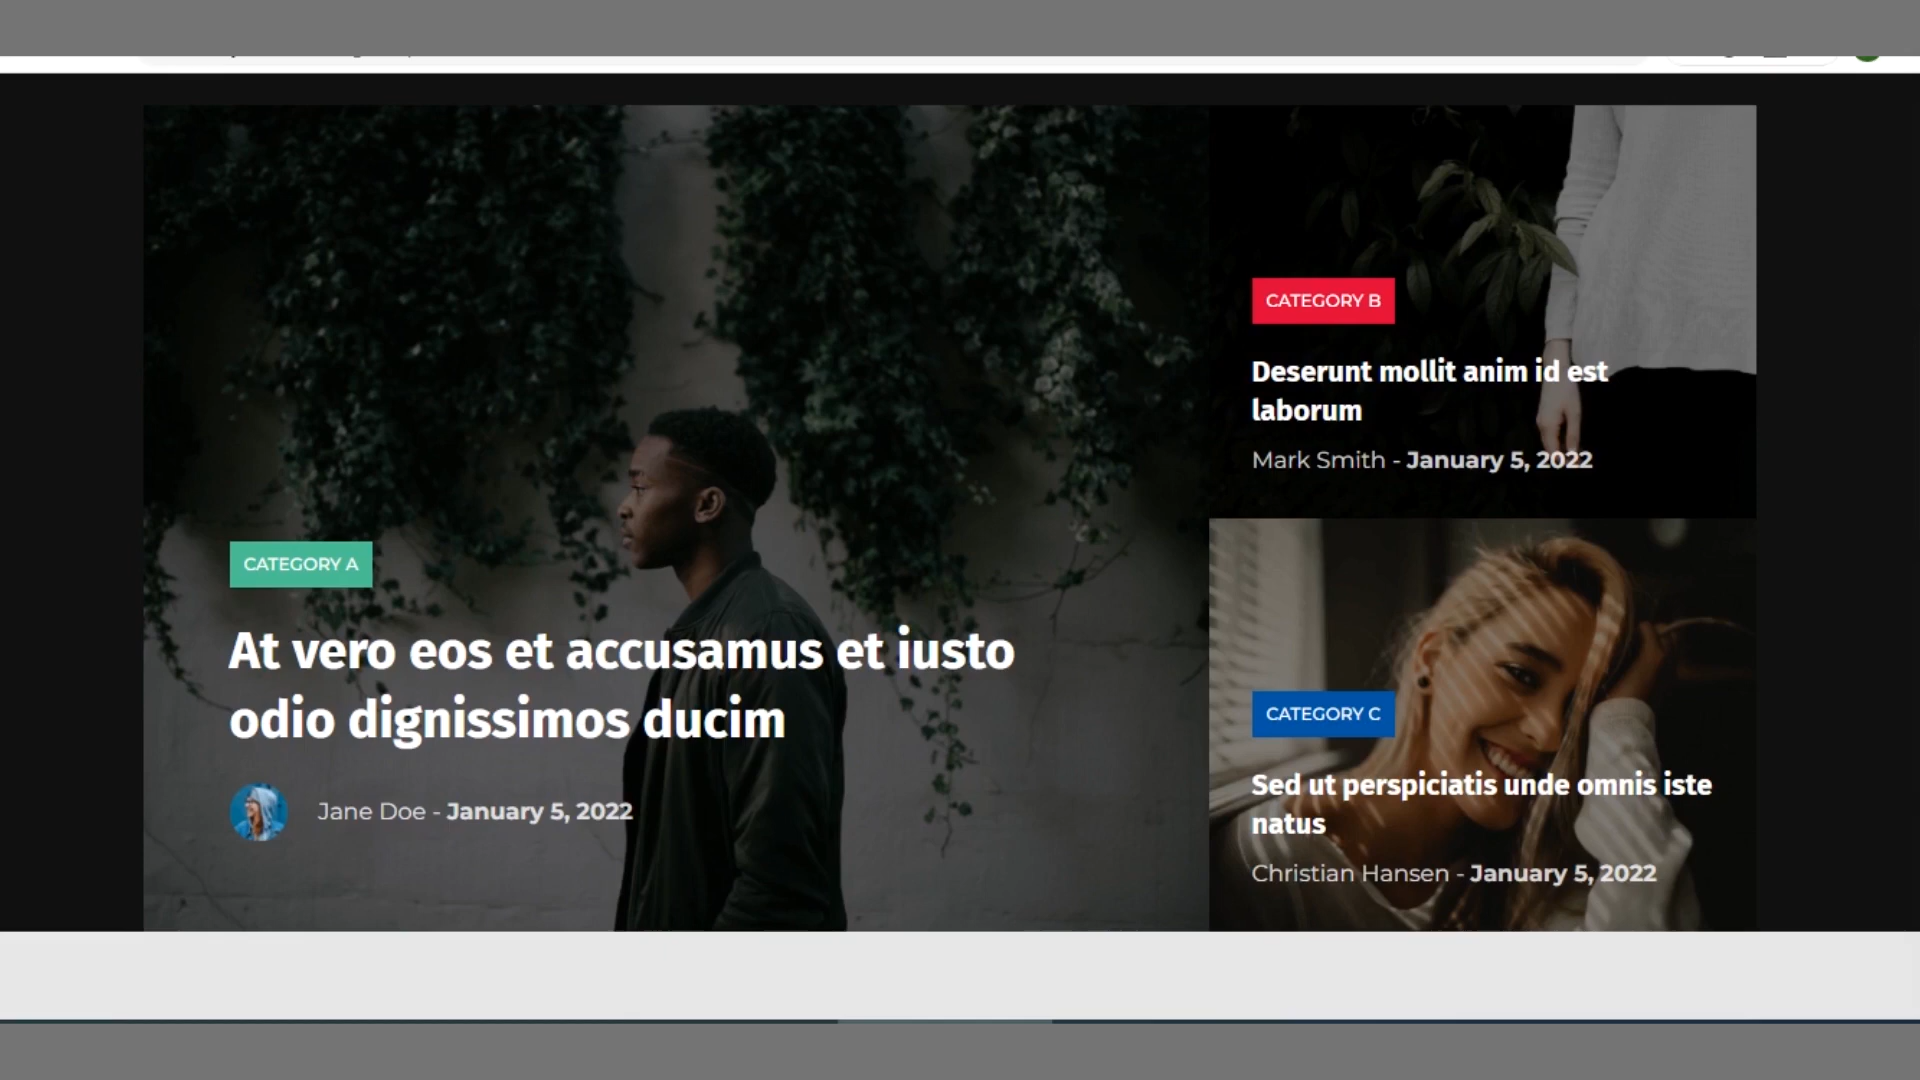 CATEGORY A
At vero eos et accusamus et iusto
odio dignissimos ducim
Jane Doe - January 5, 2022
CATEGORY B
Deserunt mollit anim id est
laborum
Mark Smith - January 5, 2022
CATEGORY C
Sed ut perspiciatis unde omnis iste
natus
Christian Hansen - January 5, 2022